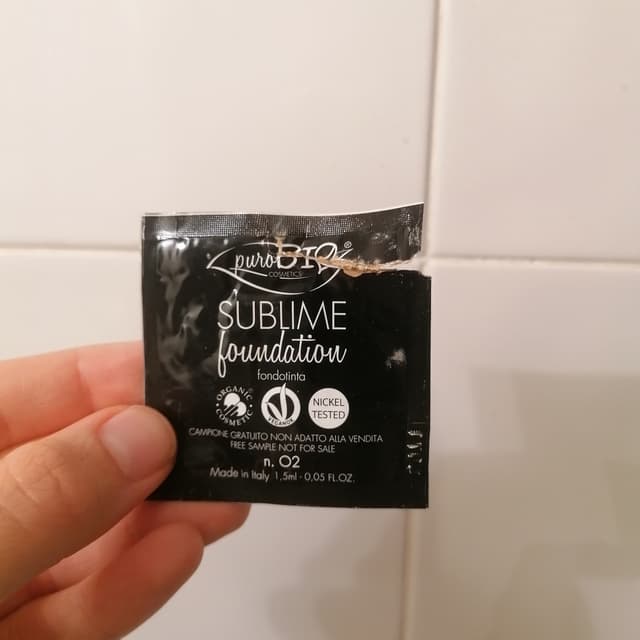 puroBIO®
COSMETICS
SUBLIME
foundation
fondotinta
ORGANIC COSMETIC
VEGANOK
NICKEL
TESTED
CAMPIONE GRATUITO NON ADATTO ALLA VENDITA
FREE SAMPLE NOT FOR SALE
n. 02
Made in Italy 1,5ml - 0,05 FL.OZ.